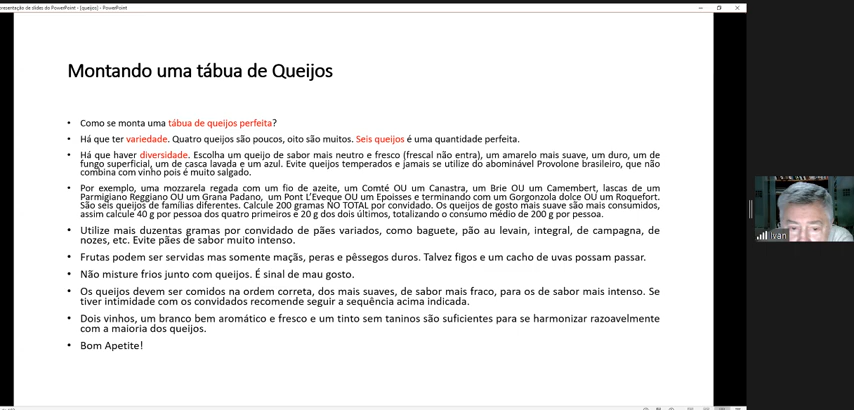 presentação de slides do PowerPoint - [queijos] - PowerPoint
Montando uma tábua de Queijos
• Como se monta uma tábua de queijos perfeita?
• Há que ter variedade. Quatro queijos são poucos, oito são muitos. Seis queijos é uma quantidade perfeita.
• Há que haver diversidade. Escolha um queijo de sabor mais neutro e fresco (frescal não entra), um amarelo mais suave, um duro, um de
fungo superficial, um de casca lavada e um azul. Evite queijos temperados e jamais se utilize do abominável Provolone brasileiro, que não
combina com vinho pois é muito salgado.
• Por exemplo, uma mozzarela regada com um fio de azeite, um Comté OU um Canastra, um Brie OU um Camembert, lascas de um
Parmigiano Reggiano OU um Grana Padano, um Pont L'Eveque OU um Epoisses e terminando com um Gorgonzola dolce OU um Roquefort.
São seis queijos de famílias diferentes. Calcule 200 gramas NO TOTAL por convidado. Os queijos de gosto mais suave são mais consumidos,
assim calcule 40 g por pessoa dos quatro primeiros e 20 g dos dois últimos, totalizando o consumo médio de 200 g por pessoa.
• Utilize mais duzentas gramas por convidado de pães variados, como baguete, pão au levain, integral, de campagna, de
nozes, etc. Evite pães de sabor muito intenso.
• Frutas podem ser servidas mas somente maçãs, peras e pêssegos duros. Talvez figos e um cacho de uvas possam passar.
• Não misture frios junto com queijos. É sinal de mau gosto.
• Os queijos devem ser comidos na ordem correta, dos mais suaves, de sabor mais fraco, para os de sabor mais intenso. Se
tiver intimidade com os convidados recomende seguir a sequência acima indicada.
• Dois vinhos, um branco bem aromático e fresco e um tinto sem taninos são suficientes para se harmonizar razoavelmente
com a maioria dos queijos.
• Bom Apetite!
Ivan